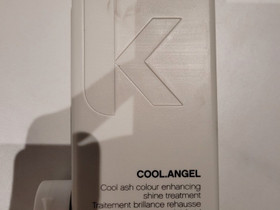 COOL.ANGEL
Cool ash colour enhancing
shine treatment
Traitement brillance rehausse